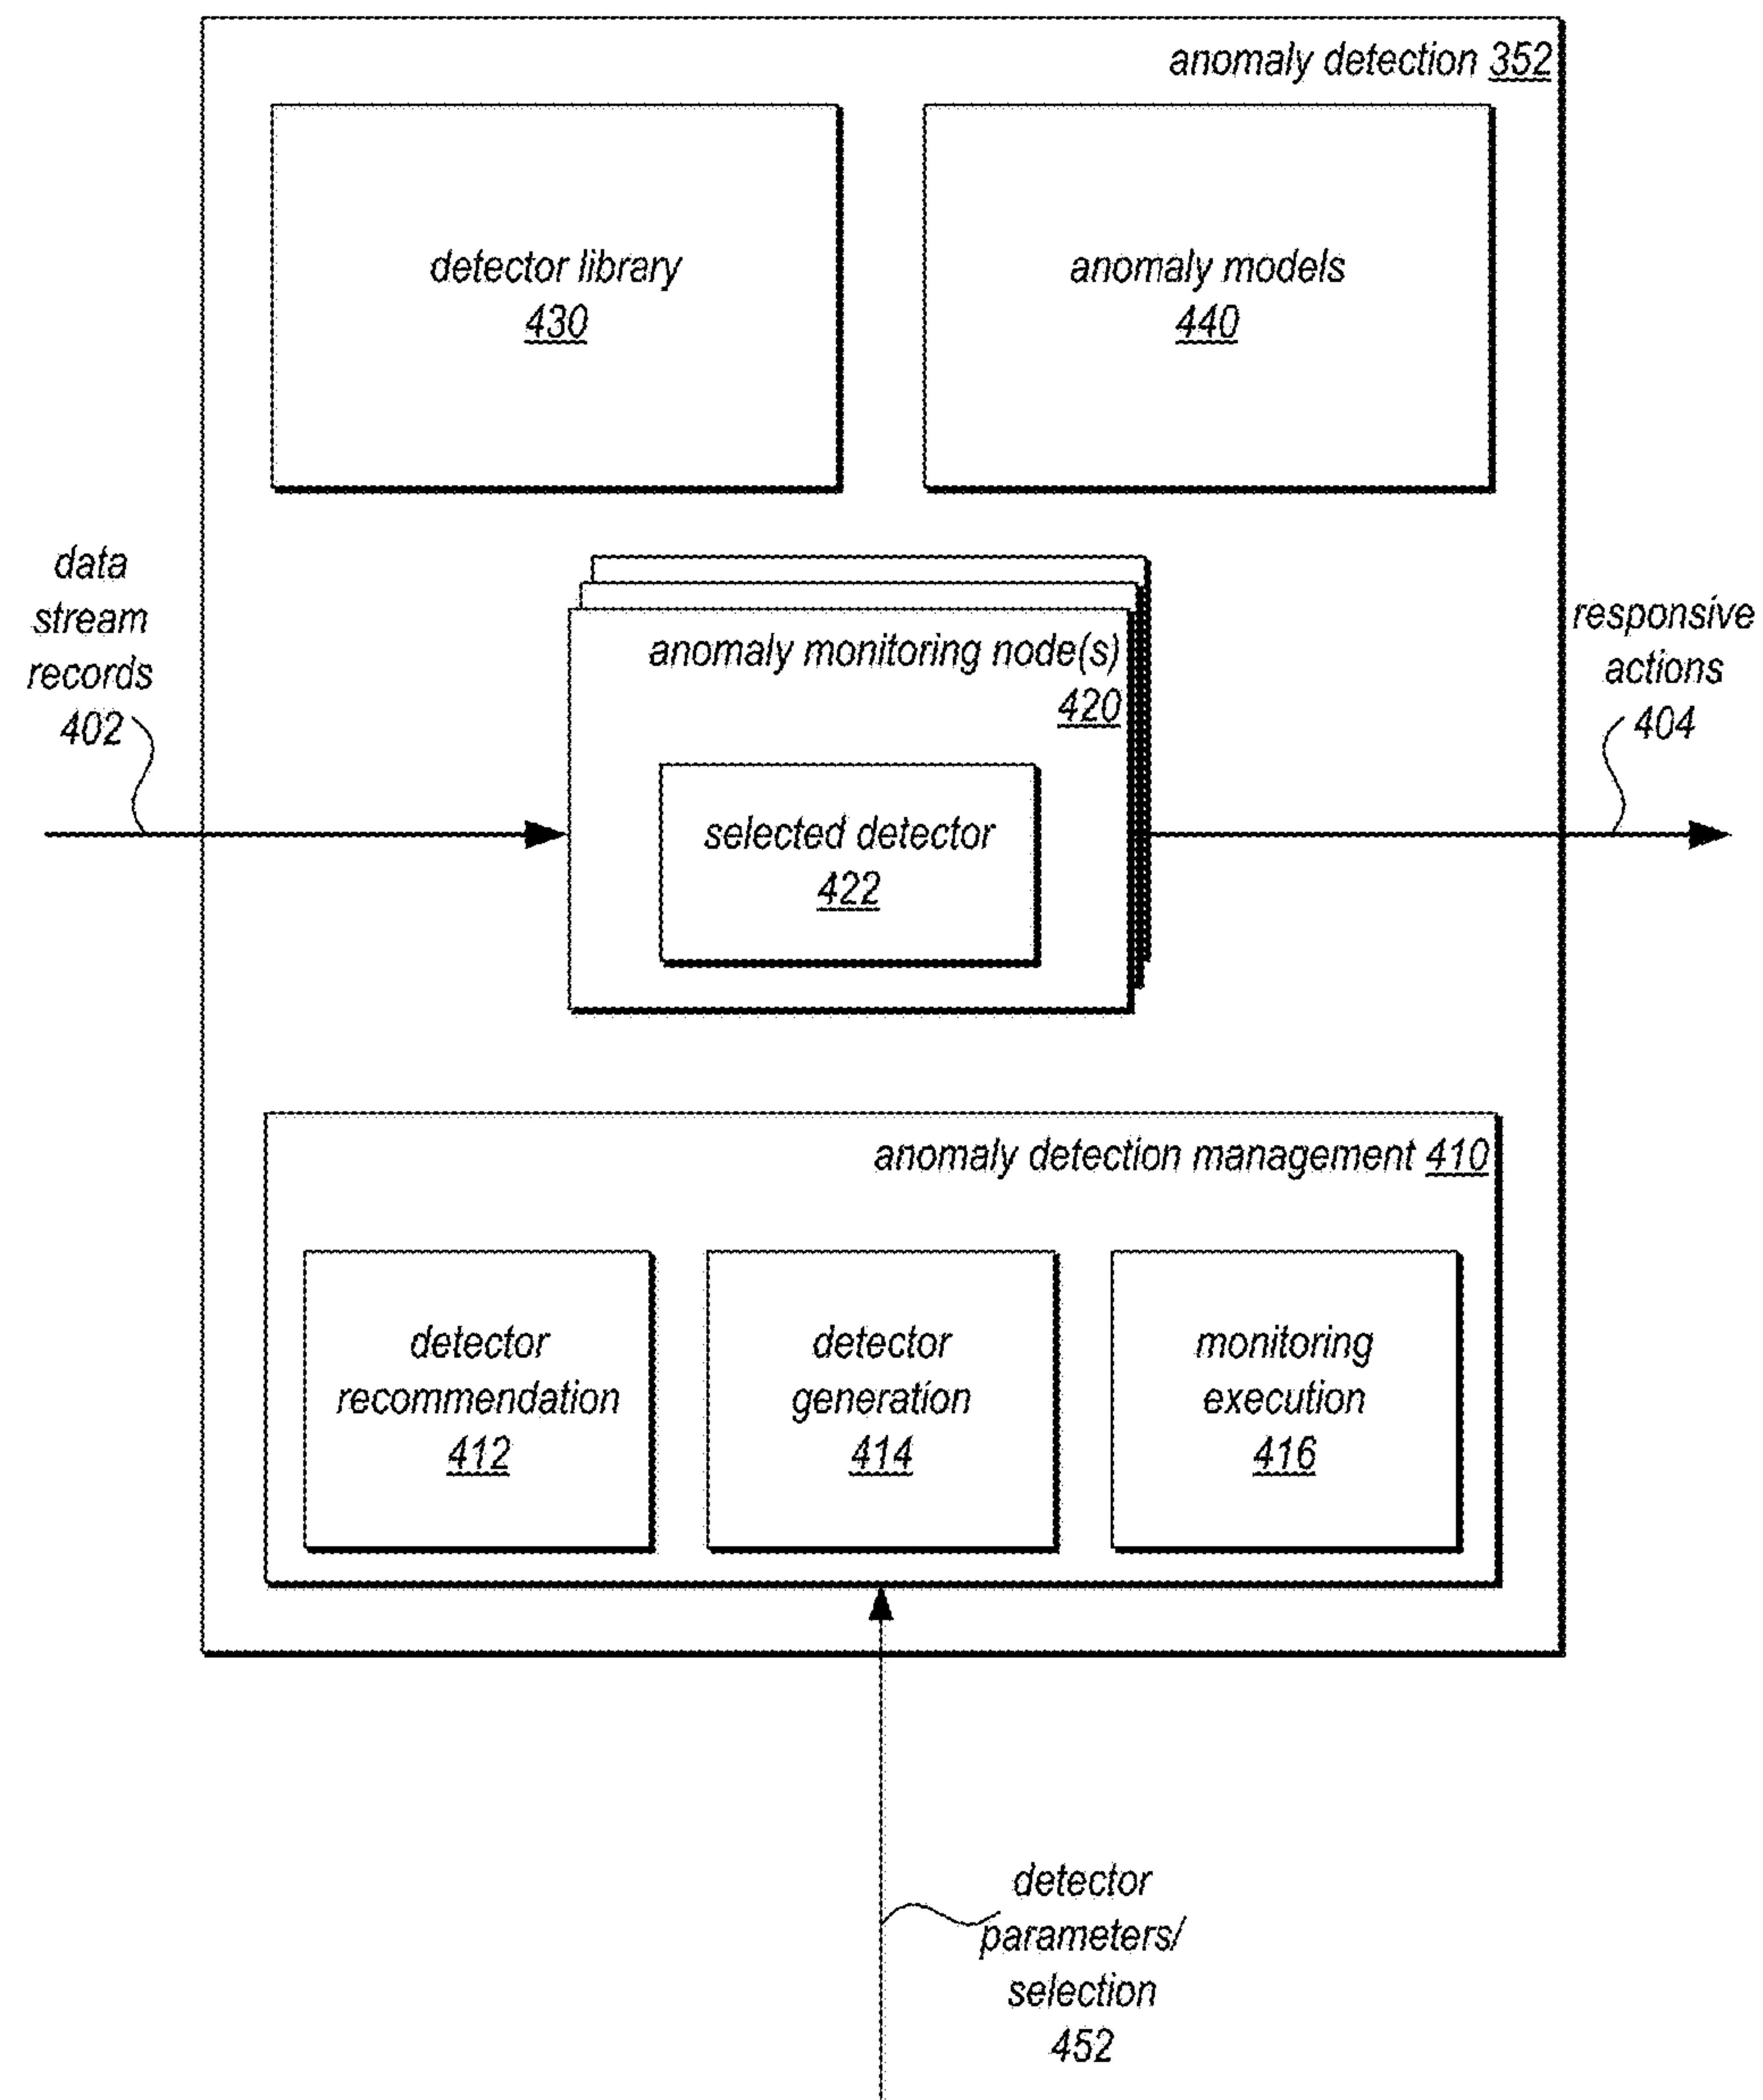 anomaly detection 352
detector library
430
anomaly models
440
data
stream
records
402
anomaly monitoring node(s)
420
selected detector
422
responsive
actions
404
anomaly detection management 410
detector
recommendation
412
detector
generation
414
monitoring
execution
416
detector
parameters/
selection
452